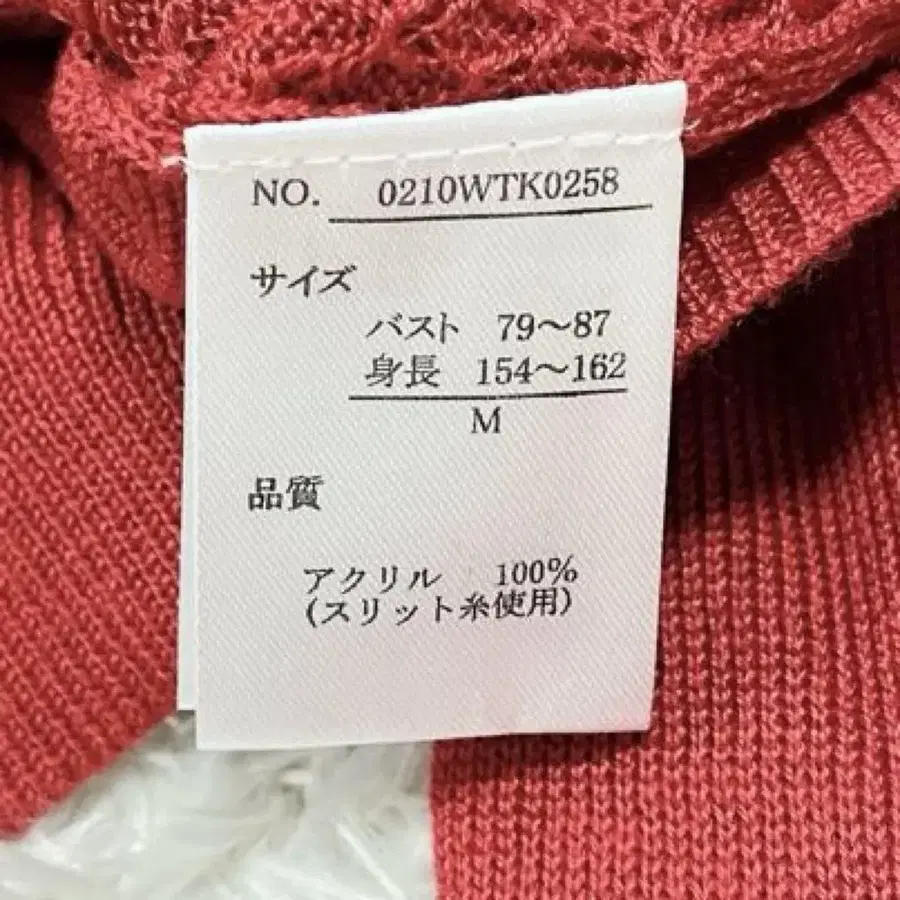 NO. 0210WTK0258
サイズ
バスト 79〜87
身長 154〜162
M
品質
アクリル 100%
(スリット糸使用)